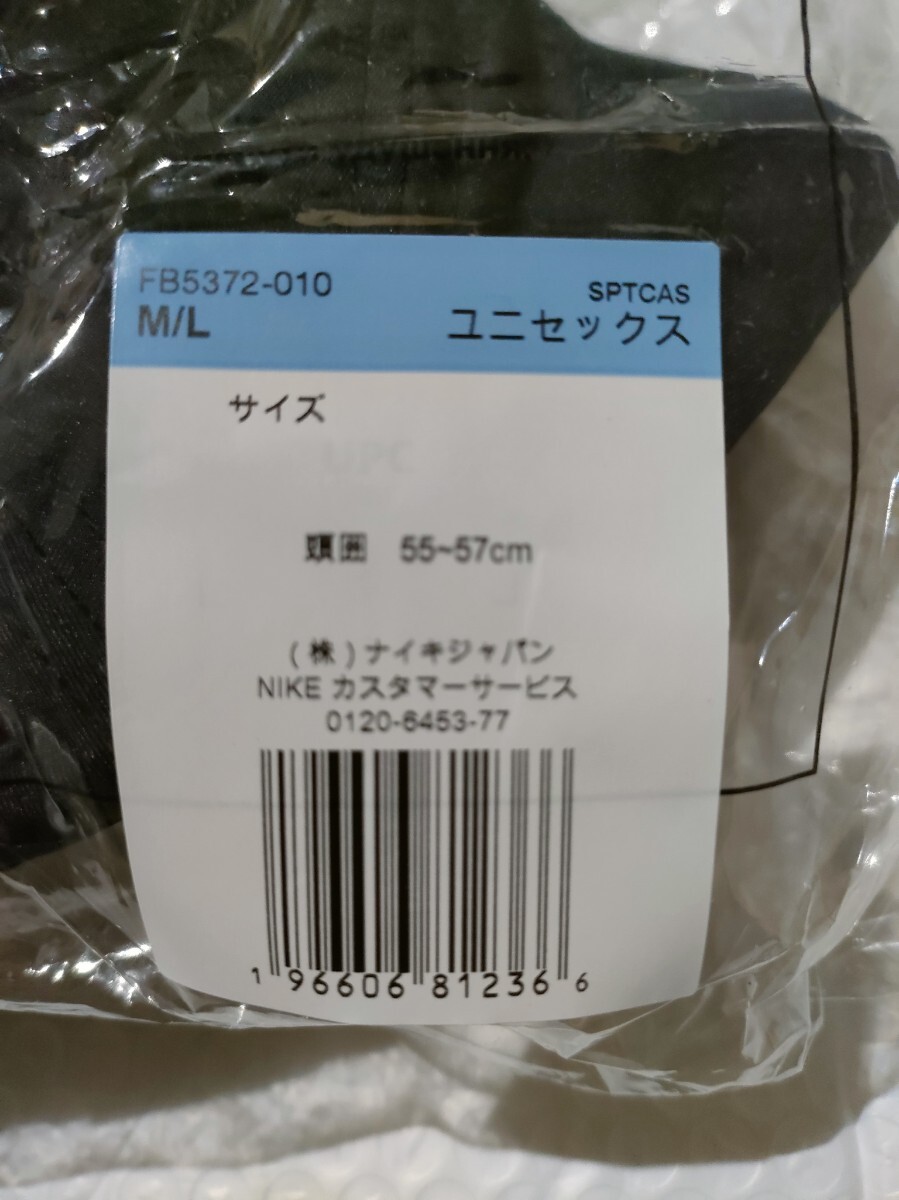 FB5372-010
SPTCAS
M/L
ユニセックス
サイズ
頭囲 55~57cm
(株)ナイキジャパン
NIKE カスタマーサービス
0120-6453-77
1 96606 81236 6